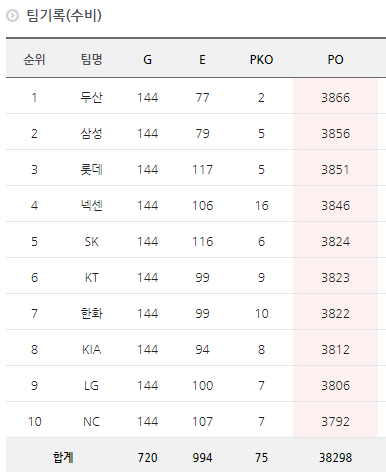 팀기록(수비)
순위 팀명 G E PKO PO
1 두산 144 77 2 3866
2 삼성 144 79 5 3856
3 롯데 144 117 5 3851
4 넥센 144 106 16 3846
5 SK 144 116 6 3824
6 KT 144 99 9 3823
7 한화 144 99 10 3822
8 KIA 144 94 8 3812
9 LG 144 100 7 3806
10 NC 144 107 7 3792
합계 720 994 75 38298